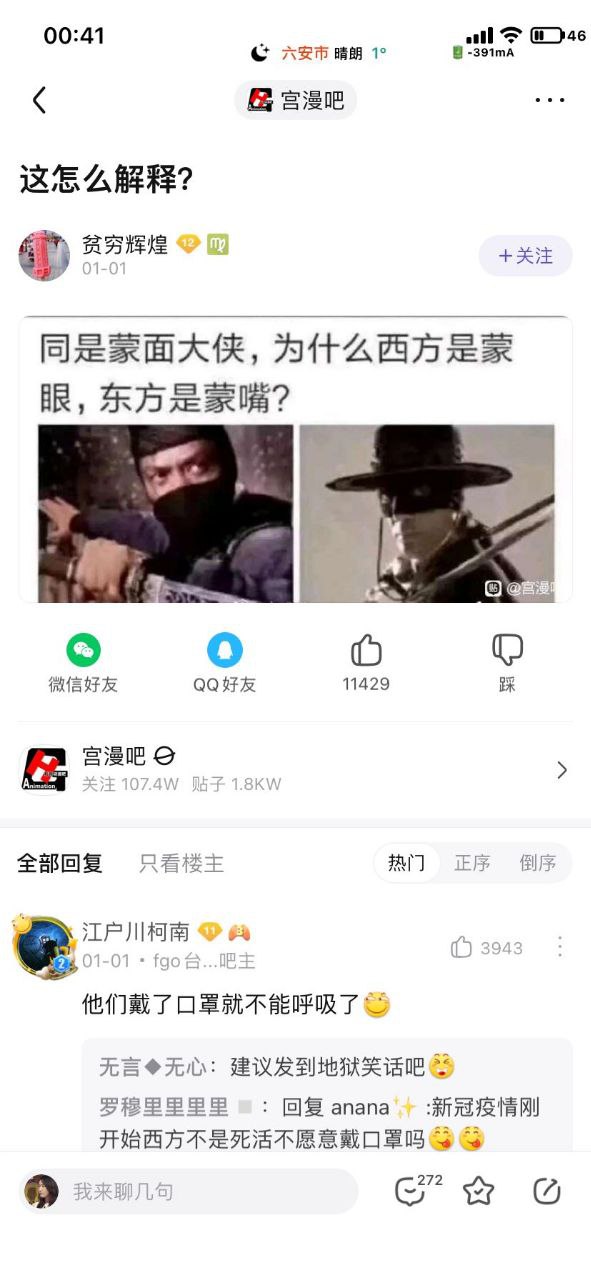 00:41
46
六安市 晴朗 1°
-391mA
宫漫吧
这怎么解释?
贫穷辉煌 12
01-01
+关注
同是蒙面大侠，为什么西方是蒙
眼，东方是蒙嘴?
贴 @宫漫吧
微信好友 QQ好友 11429 踩
宫漫吧
Animation
关注 107.4W 贴子 1.8KW
全部回复 只看楼主 热门 正序 倒序
江户川柯南 11 3
3943
2
01-01 • fgo台...吧主
他们戴了口罩就不能呼吸了
无言◆无心：建议发到地狱笑话吧
罗穆里里里里 ：回复 anana✨ :新冠疫情刚
开始西方不是死活不愿意戴口罩吗
我来聊几句 272